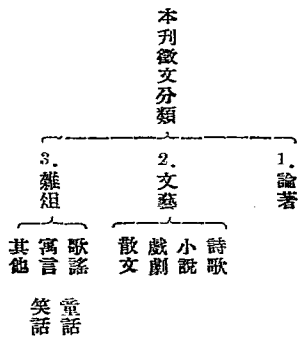 本刊徵文分類
1.論著
2.文藝
詩歌
小說
戲劇
散文
3.雜俎
歌謠 童話
寓言 笑話
其他